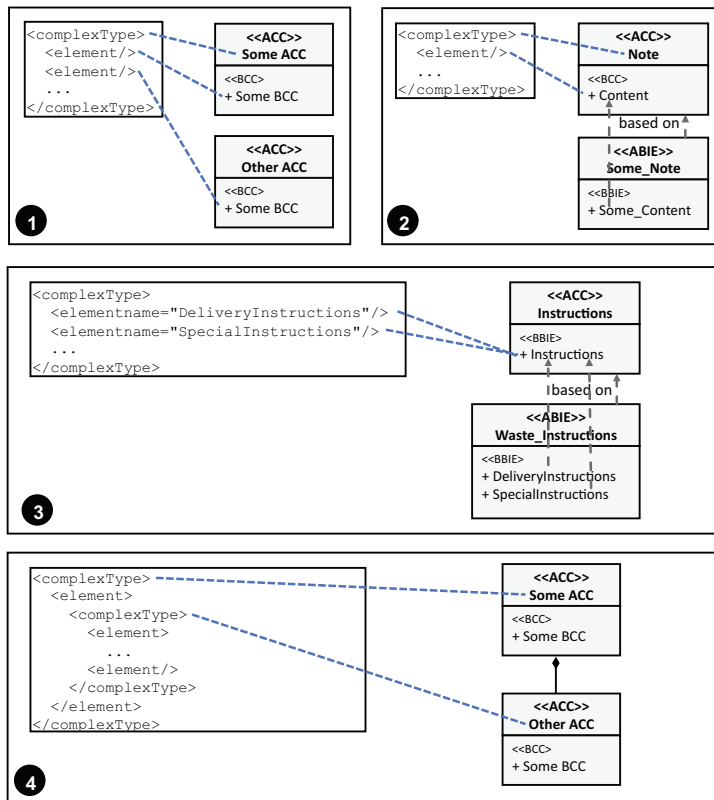 <complexType>
<element/>
<element/>
...
</complexType>
<<ACC>>
Some ACC
<<BCC>
+ Some BCC
<<ACC>>
Other ACC
<<BCC>
+ Some BCC
1
<complexType>
<element/>
...
</complexType>
<<ACC>>
Note
<<BCC>
+ Content
based on
<<ABIE>>
Some_Note
<<BBIE>
+ Some_Content
2
<complexType>
<elementname="DeliveryInstructions"/>
<elementname="SpecialInstructions"/>
...
</complexType>
<<ACC>>
Instructions
<<BBIE>
+ Instructions
based on
<<ABIE>>
Waste_Instructions
<<BBIE>
+ DeliveryInstructions
+ SpecialInstructions
3
<complexType>
<element>
<complexType>
<element>
...
<element/>
</complexType>
</element>
</complexType>
<<ACC>>
Some ACC
<<BCC>
+ Some BCC
<<ACC>>
Other ACC
<<BCC>
+ Some BCC
4